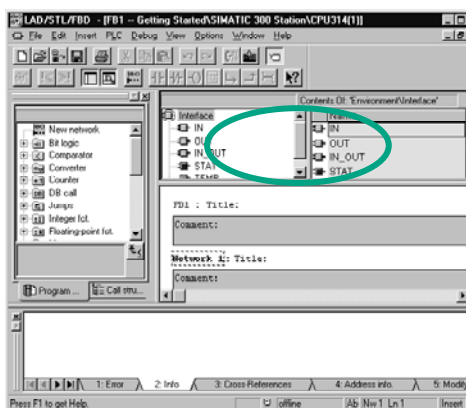 LAD/STL/FBD - [FB1 -- Getting Started\SIMATIC 300 Station\CPU314(1)]
File Edit Insert PLC Debug View Options Window Help
New network
Bit logic
Comparator
Converter
Counter
DB call
Jumps
Integer fct.
Floating-point fct.
Program ...
Call stru...
Interface
IN
OUT
IN_OUT
STAT
TEMP
Contents Of: 'Environment\Interface'
Name
IN
OUT
IN_OUT
STAT
FB1 : Title:
Comment:
Network 1: Title:
Comment:
1: Error
2: Info
3: Cross-References
4: Address info.
5: Modify
Press F1 to get Help.
offline
Ab Nw 1 Ln 1
Insert